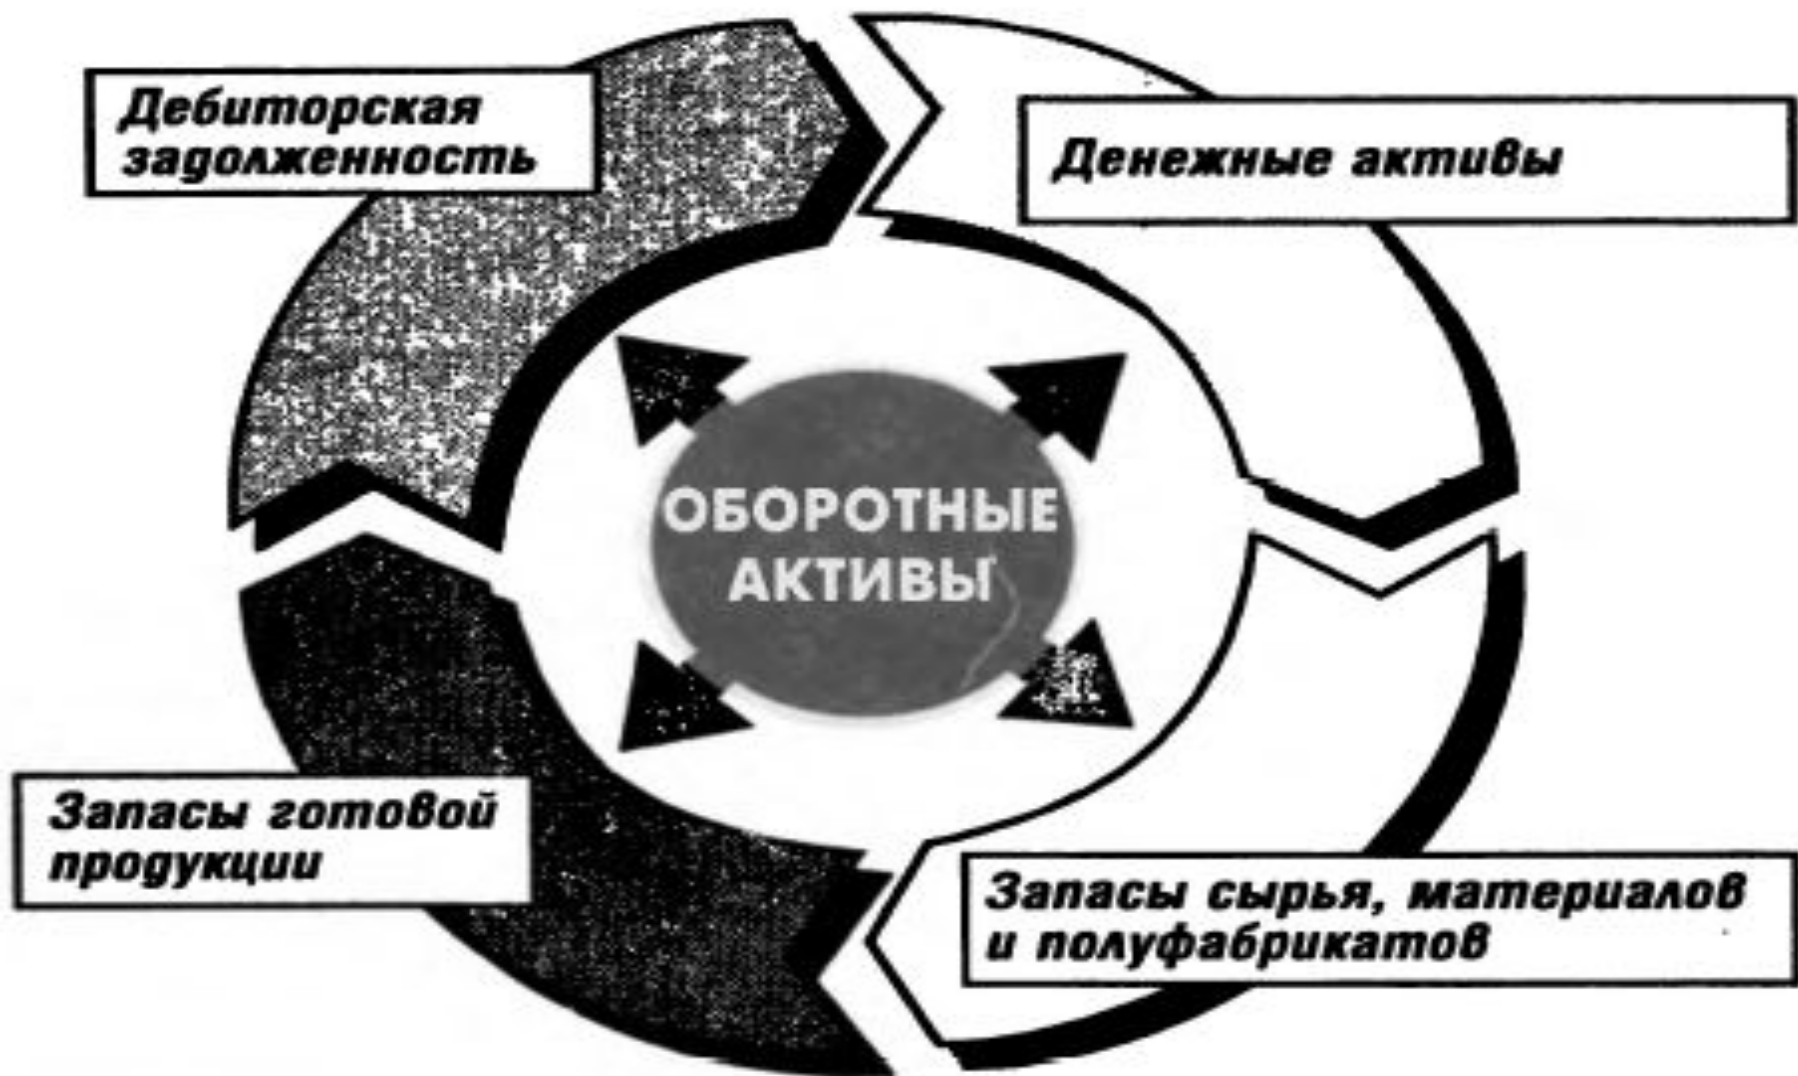 Дебиторская
задолженность
Денежные активы
ОБОРОТНЫЕ
АКТИВЫ
Запасы готовой
продукции
Запасы сырья, материалов
и полуфабрикатов